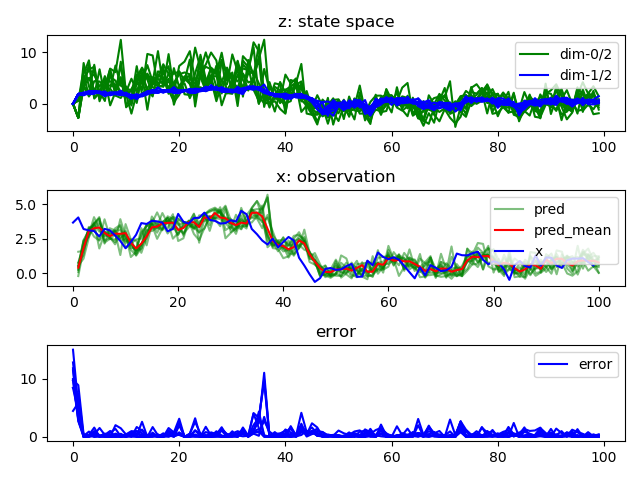 z: state space
10
0
dim-0/2
dim-1/2
0 20 40 60 80 100
x: observation
5.0
2.5
0.0
pred
pred_mean
x
0 20 40 60 80 100
error
10
0
error
0 20 40 60 80 100